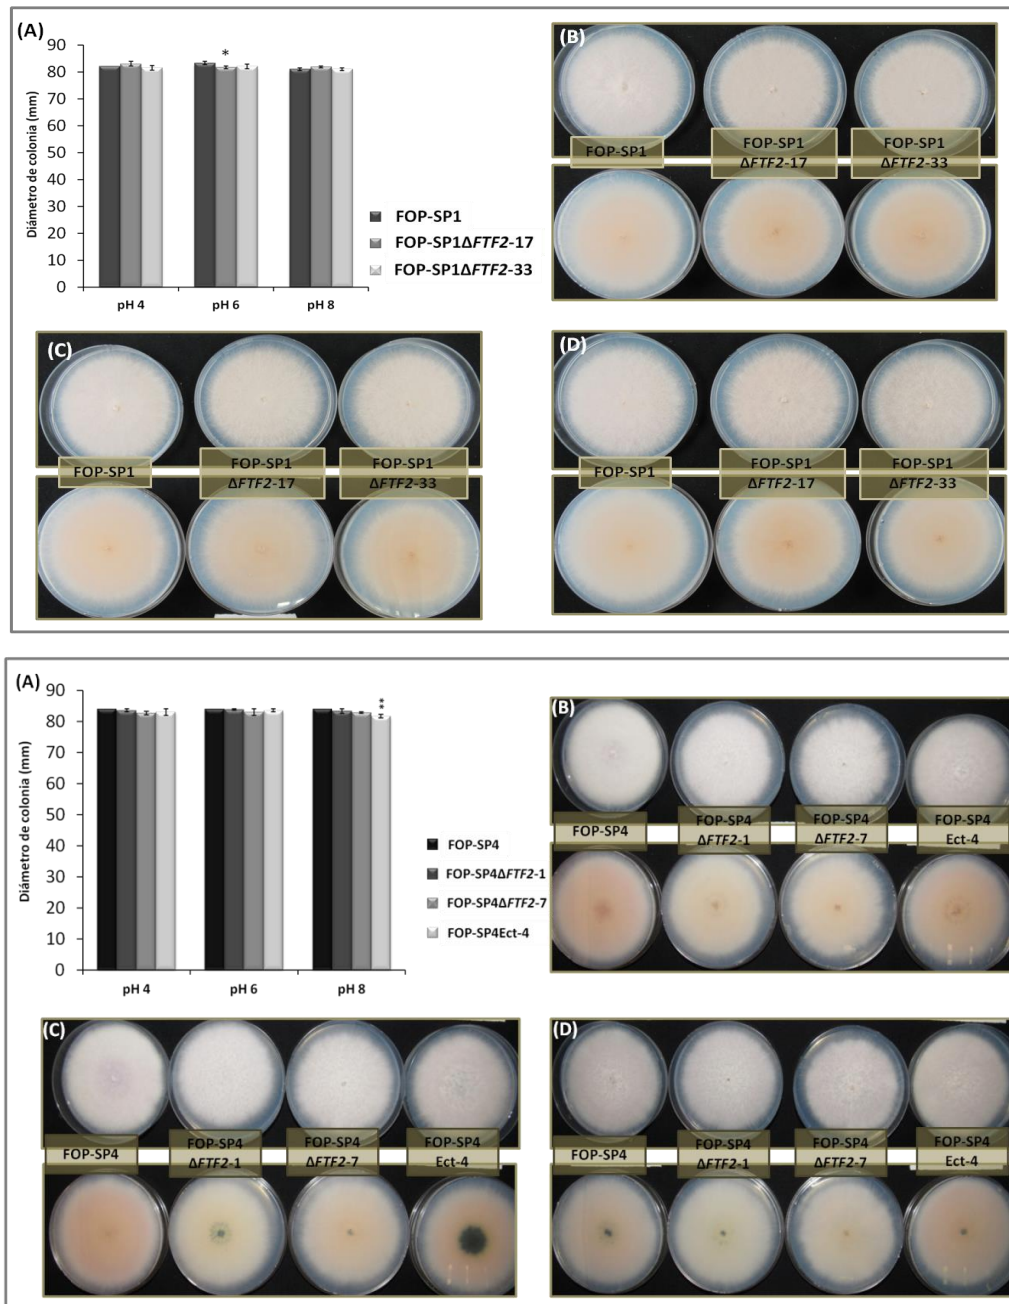 (A)
90
80
70
60
50
40
30
20
10
0
Diámetro de colonia (mm)
*
pH 4
pH 6
pH 8
FOP-SP1
FOP-SP1ΔFTF2-17
FOP-SP1ΔFTF2-33
(B)
FOP-SP1
FOP-SP1
ΔFTF2-17
FOP-SP1
ΔFTF2-33
(C)
FOP-SP1
FOP-SP1
ΔFTF2-17
FOP-SP1
ΔFTF2-33
(D)
FOP-SP1
FOP-SP1
ΔFTF2-17
FOP-SP1
ΔFTF2-33
(A)
90
80
70
60
50
40
30
20
10
0
Diámetro de colonia (mm)
**
pH 4
pH 6
pH 8
FOP-SP4
FOP-SP4ΔFTF2-1
FOP-SP4ΔFTF2-7
FOP-SP4Ect-4
(B)
FOP-SP4
FOP-SP4
ΔFTF2-1
FOP-SP4
ΔFTF2-7
FOP-SP4
Ect-4
(C)
FOP-SP4
FOP-SP4
ΔFTF2-1
FOP-SP4
ΔFTF2-7
FOP-SP4
Ect-4
(D)
FOP-SP4
FOP-SP4
ΔFTF2-1
FOP-SP4
ΔFTF2-7
FOP-SP4
Ect-4